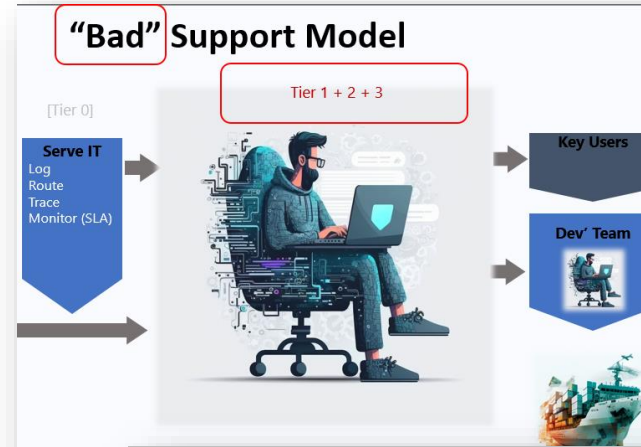 “Bad” Support Model
Tier 1 + 2 + 3
[Tier 0]
Serve IT
Log
Route
Trace
Monitor (SLA)
Key Users
Dev’ Team